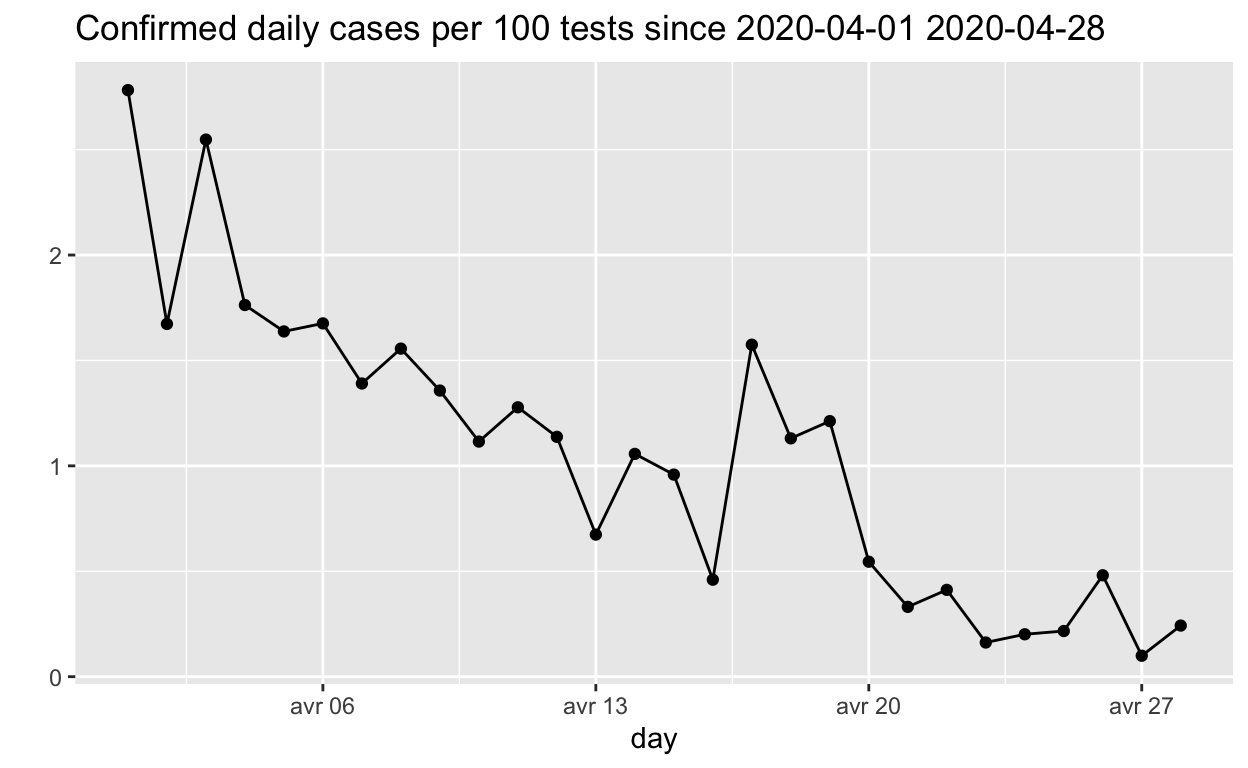 Confirmed daily cases per 100 tests since 2020-04-01 2020-04-28
2
1
0
avr 06 avr 13 avr 20 avr 27
day